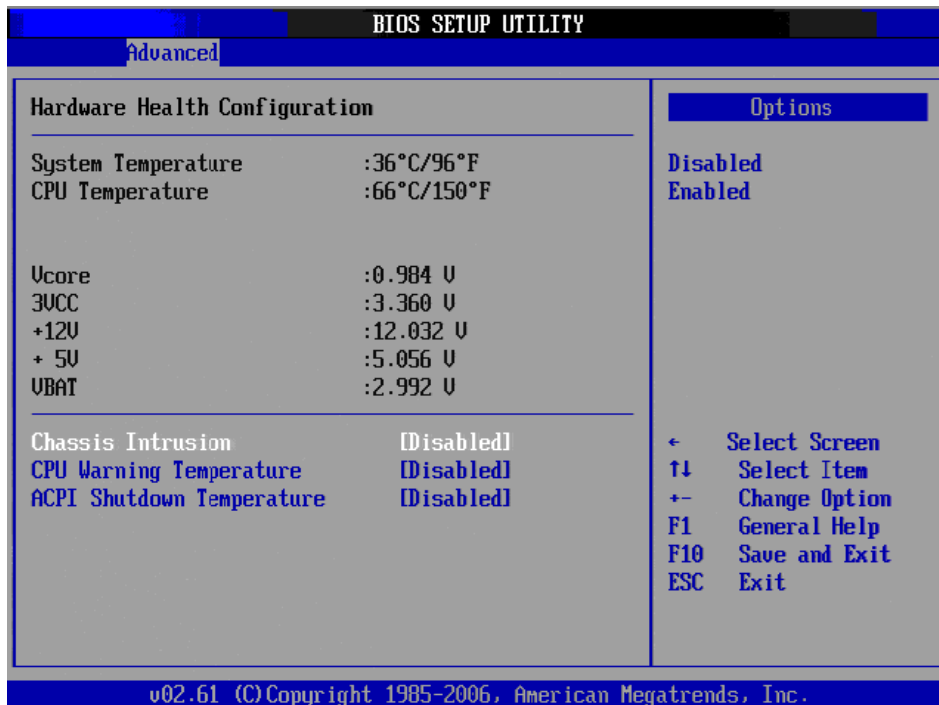 BIOS SETUP UTILITY
Advanced
Hardware Health Configuration
System Temperature :36°C/96°F
CPU Temperature :66°C/150°F
Vcore :0.984 V
3VCC :3.360 V
+12V :12.032 V
+ 5V :5.056 V
VBAT :2.992 V
Chassis Intrusion [Disabled]
CPU Warning Temperature [Disabled]
ACPI Shutdown Temperature [Disabled]
Options
Disabled
Enabled
← Select Screen
↑↓ Select Item
+- Change Option
F1 General Help
F10 Save and Exit
ESC Exit
v02.61 (C)Copyright 1985-2006, American Megatrends, Inc.